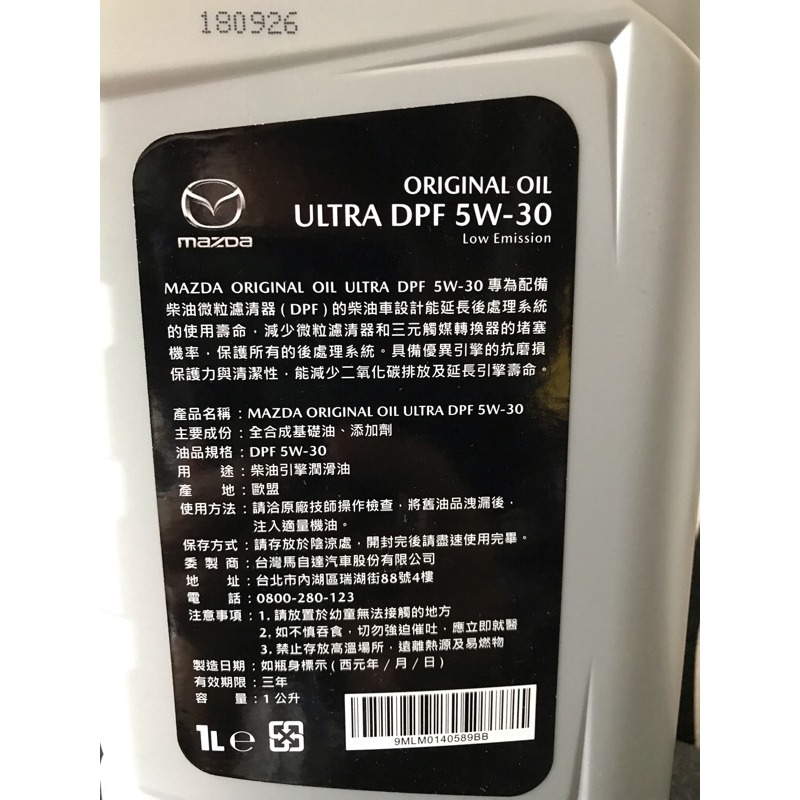 180926
mazda
ORIGINAL OIL
ULTRA DPF 5W-30
Low Emission
MAZDA ORIGINAL OIL ULTRA DPF 5W-30 專為配備
柴油微粒濾清器 ( DPF ) 的柴油車設計能延長後處理系統
的使用壽命，減少微粒濾清器和三元觸媒轉換器的堵塞
機率，保護所有的後處理系統。具備優異引擎的抗磨損
保護力與清潔性，能減少二氧化碳排放及延長引擎壽命。
產品名稱：MAZDA ORIGINAL OIL ULTRA DPF 5W-30
主要成份：全合成基礎油、添加劑
油品規格：DPF 5W-30
用 途：柴油引擎潤滑油
產 地：歐盟
使用方法：請洽原廠技師操作檢查，將舊油品洩漏後，
注入適量機油。
保存方式：請存放於陰涼處，開封完後請盡速使用完畢。
委 製 商：台灣馬自達汽車股份有限公司
地 址：台北市內湖區瑞湖街88號4樓
電 話：0800-280-123
注意事項：1. 請放置於幼童無法接觸的地方
2. 如不慎吞食，切勿強迫催吐，應立即就醫
3. 禁止存放高溫場所，遠離熱源及易燃物
製造日期：如瓶身標示 ( 西元年 / 月 / 日 )
有效期限：三年
容 量：1 公升
1L e
9MLM0140589BB